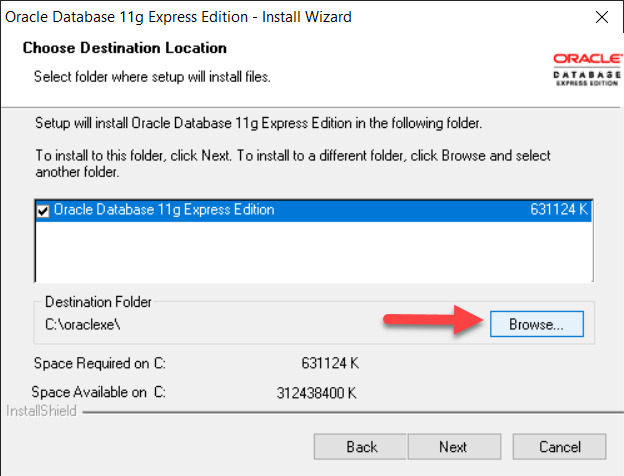 Oracle Database 11g Express Edition - Install Wizard
Choose Destination Location
Select folder where setup will install files.
ORACLE
DATABASE
EXPRESS EDITION
Setup will install Oracle Database 11g Express Edition in the following folder.
To install to this folder, click Next. To install to a different folder, click Browse and select
another folder.
Oracle Database 11g Express Edition 631124 K
Destination Folder
C:\oraclexe\ Browse...
Space Required on C: 631124 K
Space Available on C: 312438400 K
InstallShield
Back Next Cancel